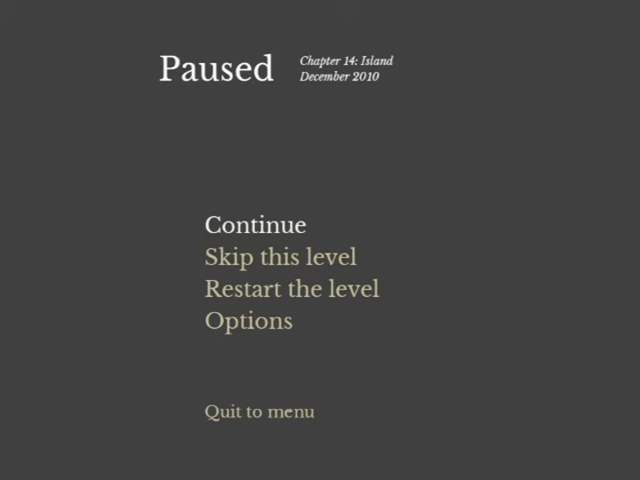 Paused
Chapter 14: Island
December 2010
Continue
Skip this level
Restart the level
Options
Quit to menu